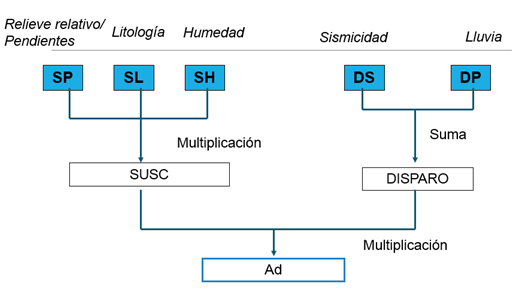 Relieve relativo/
Pendientes
Litología
Humedad
Sismicidad
Lluvia
SP
SL
SH
DS
DP
Multiplicación
Suma
SUSC
DISPARO
Multiplicación
Ad